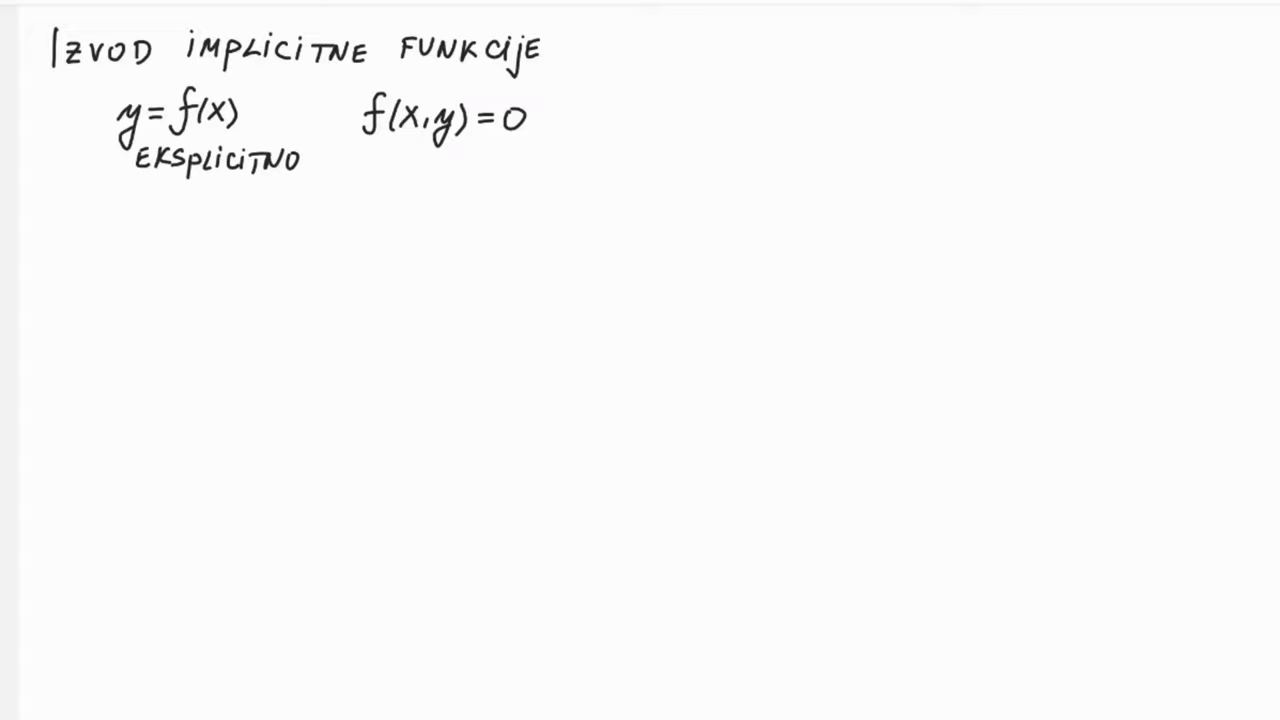 IZVOD IMPLICITNE FUNKCIJE
y = f(x) f(x,y) = 0
EKSPLICITNO